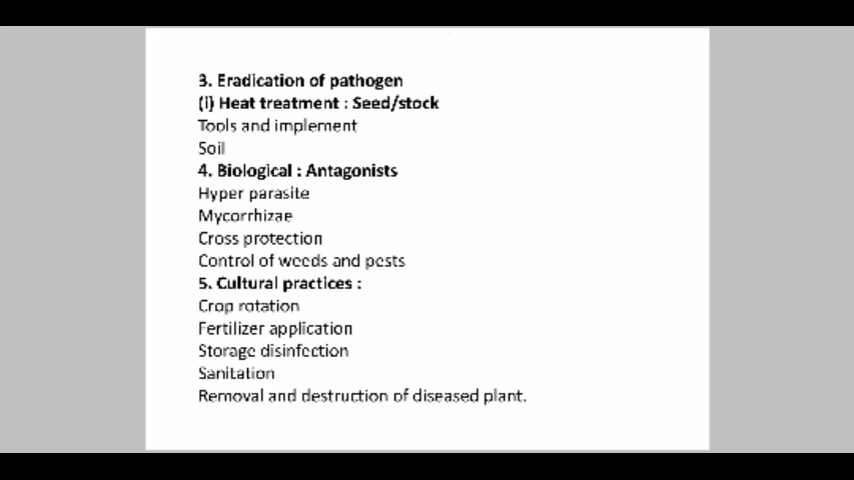 3. Eradication of pathogen
(i) Heat treatment : Seed/stock
Tools and implement
Soil
4. Biological : Antagonists
Hyper parasite
Mycorrhizae
Cross protection
Control of weeds and pests
5. Cultural practices :
Crop rotation
Fertilizer application
Storage disinfection
Sanitation
Removal and destruction of diseased plant.